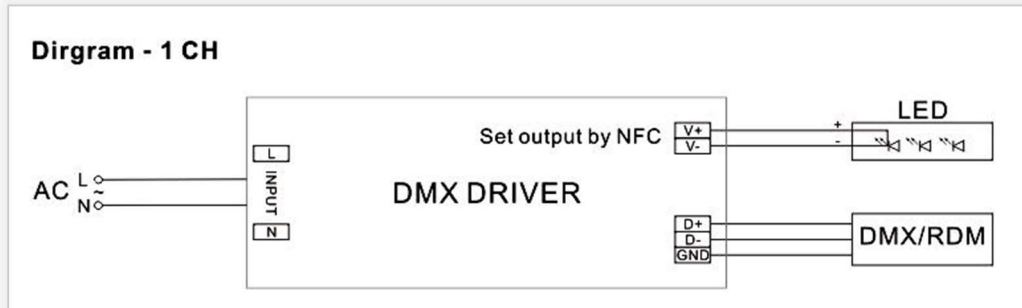 Dirgram - 1 CH
LED
Set output by NFC
V+
V-
+
-
L
AC
L
~
N
INPUT
DMX DRIVER
N
D+
D-
GND
DMX/RDM